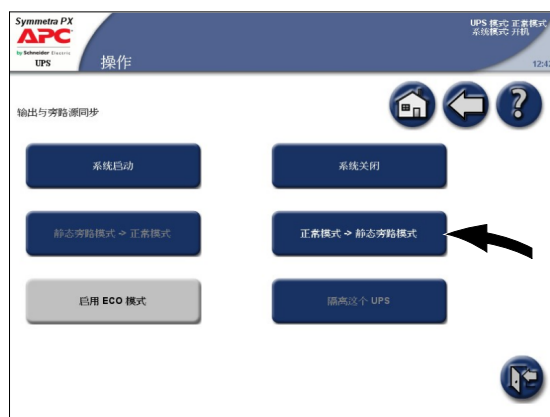 Symmetra PX
APC
by Schneider Electric
UPS
操作
UPS 模式 正常模式
系统模式 开机
12:42
输出与旁路源同步
系统启动
系统关闭
静态旁路模式 -> 正常模式
正常模式 -> 静态旁路模式
启用 ECO 模式
隔离这个 UPS
?